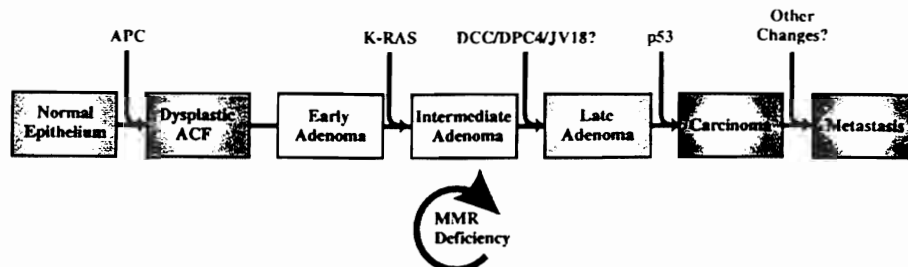 APC
K-RAS
DCC/DPC4/JV18?
p53
Other
Changes?
Normal
Epithelium
Dysplastic
ACF
Early
Adenoma
Intermediate
Adenoma
Late
Adenoma
Carcinoma
Metastasis
MMR
Deficiency